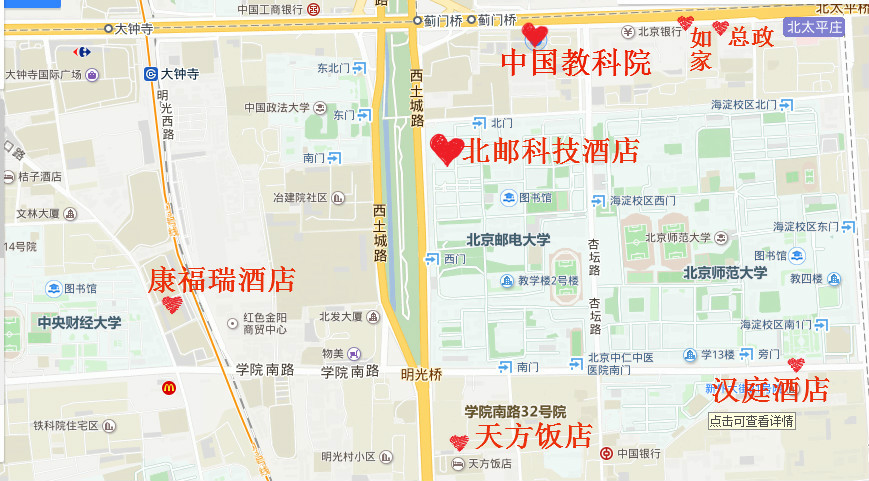 中国工商银行
路
蓟门桥
蓟门桥
北太平桥
大钟寺
北京银行
如家
总政
北太平庄
中国教科院
大钟寺国际广场
大钟寺
东北门
西土城路
明光西路
中国政法大学
东门
北门
海淀校区北门
口路
南门
北邮科技酒店
桔子酒店
冶建院社区
图书馆
海淀校区西门
文林大厦
西土城路
北京邮电大学
杏坛路
北京师范大学
海淀校区东门
14号院
西门
图书馆
康福瑞酒店
教学楼2号楼
北京师范大学
教四楼
图书馆
中央财经大学
红色金阳
商贸中心
北发大厦
杏坛路
海淀校区南1门
物美
学院南路
学院南路
明光桥
南门
北京中仁中医
医院南门
学13楼
旁门
汉庭酒店
学院南路32号院
点击可查看详情
铁科院住宅区
天方饭店
明光村小区
天方饭店
中国银行